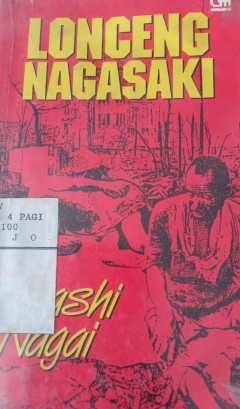 LONCENG
NAGASAKI
4 PAGI
100
J O
ashi
Nagai